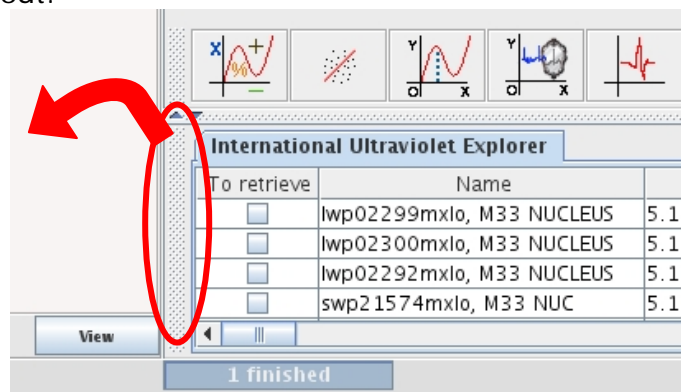 X
+
%
–
Y
O X
Y
O X
International Ultraviolet Explorer
To retrieve Name
lwp02299mxlo, M33 NUCLEUS 5.1
lwp02300mxlo, M33 NUCLEUS 5.1
lwp02292mxlo, M33 NUCLEUS 5.1
swp21574mxlo, M33 NUC 5.1
View
1 finished